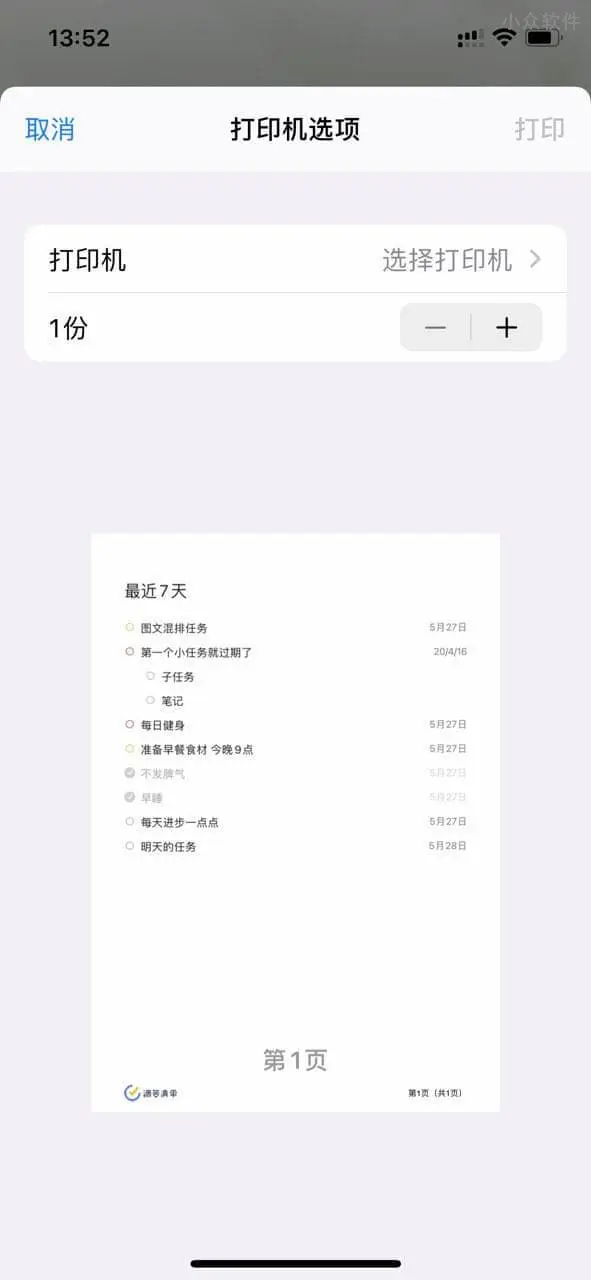 小众软件
13:52
取消 打印机选项 打印
打印机 选择打印机
1份
最近7天
图文混排任务 5月27日
第一个小任务就过期了 20/4/16
子任务
笔记
每日健身 5月27日
准备早餐食材 今晚9点 5月27日
不发脾气 5月27日
早睡 5月27日
每天进步一点点 5月27日
明天的任务 5月28日
第1页
滴答清单 第1页（共1页）